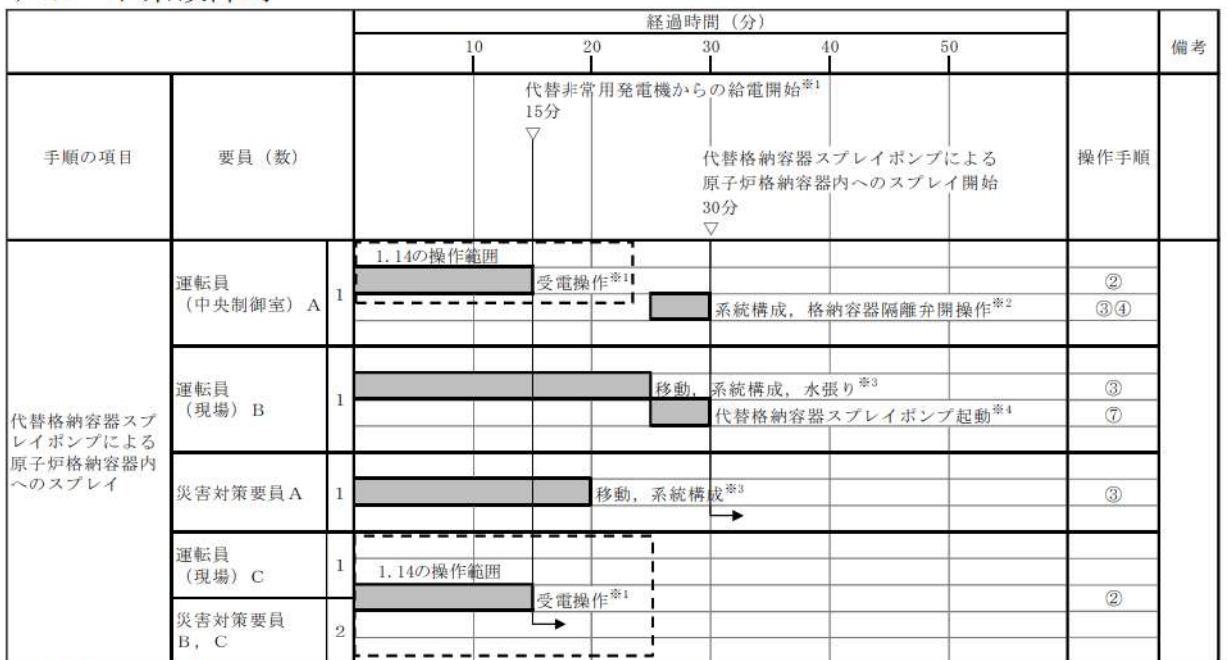 経過時間（分）
10 20 30 40 50
備考
手順の項目
要員（数）
代替非常用発電機からの給電開始※1
15分
▽
代替格納容器スプレイポンプによる
原子炉格納容器内へのスプレイ開始
30分
▽
操作手順
代替格納容器スプ
レイポンプによる
原子炉格納容器内
へのスプレイ
運転員
（中央制御室）A
1
1.14の操作範囲
受電操作※1
②
系統構成，格納容器隔離弁開操作※2
③④
運転員
（現場）B
1
移動，系統構成，水張り※3
③
代替格納容器スプレイポンプ起動※4
⑦
災害対策要員A
1
移動，系統構成※3
③
運転員
（現場）C
1
1.14の操作範囲
受電操作※1
②
災害対策要員
B，C
2